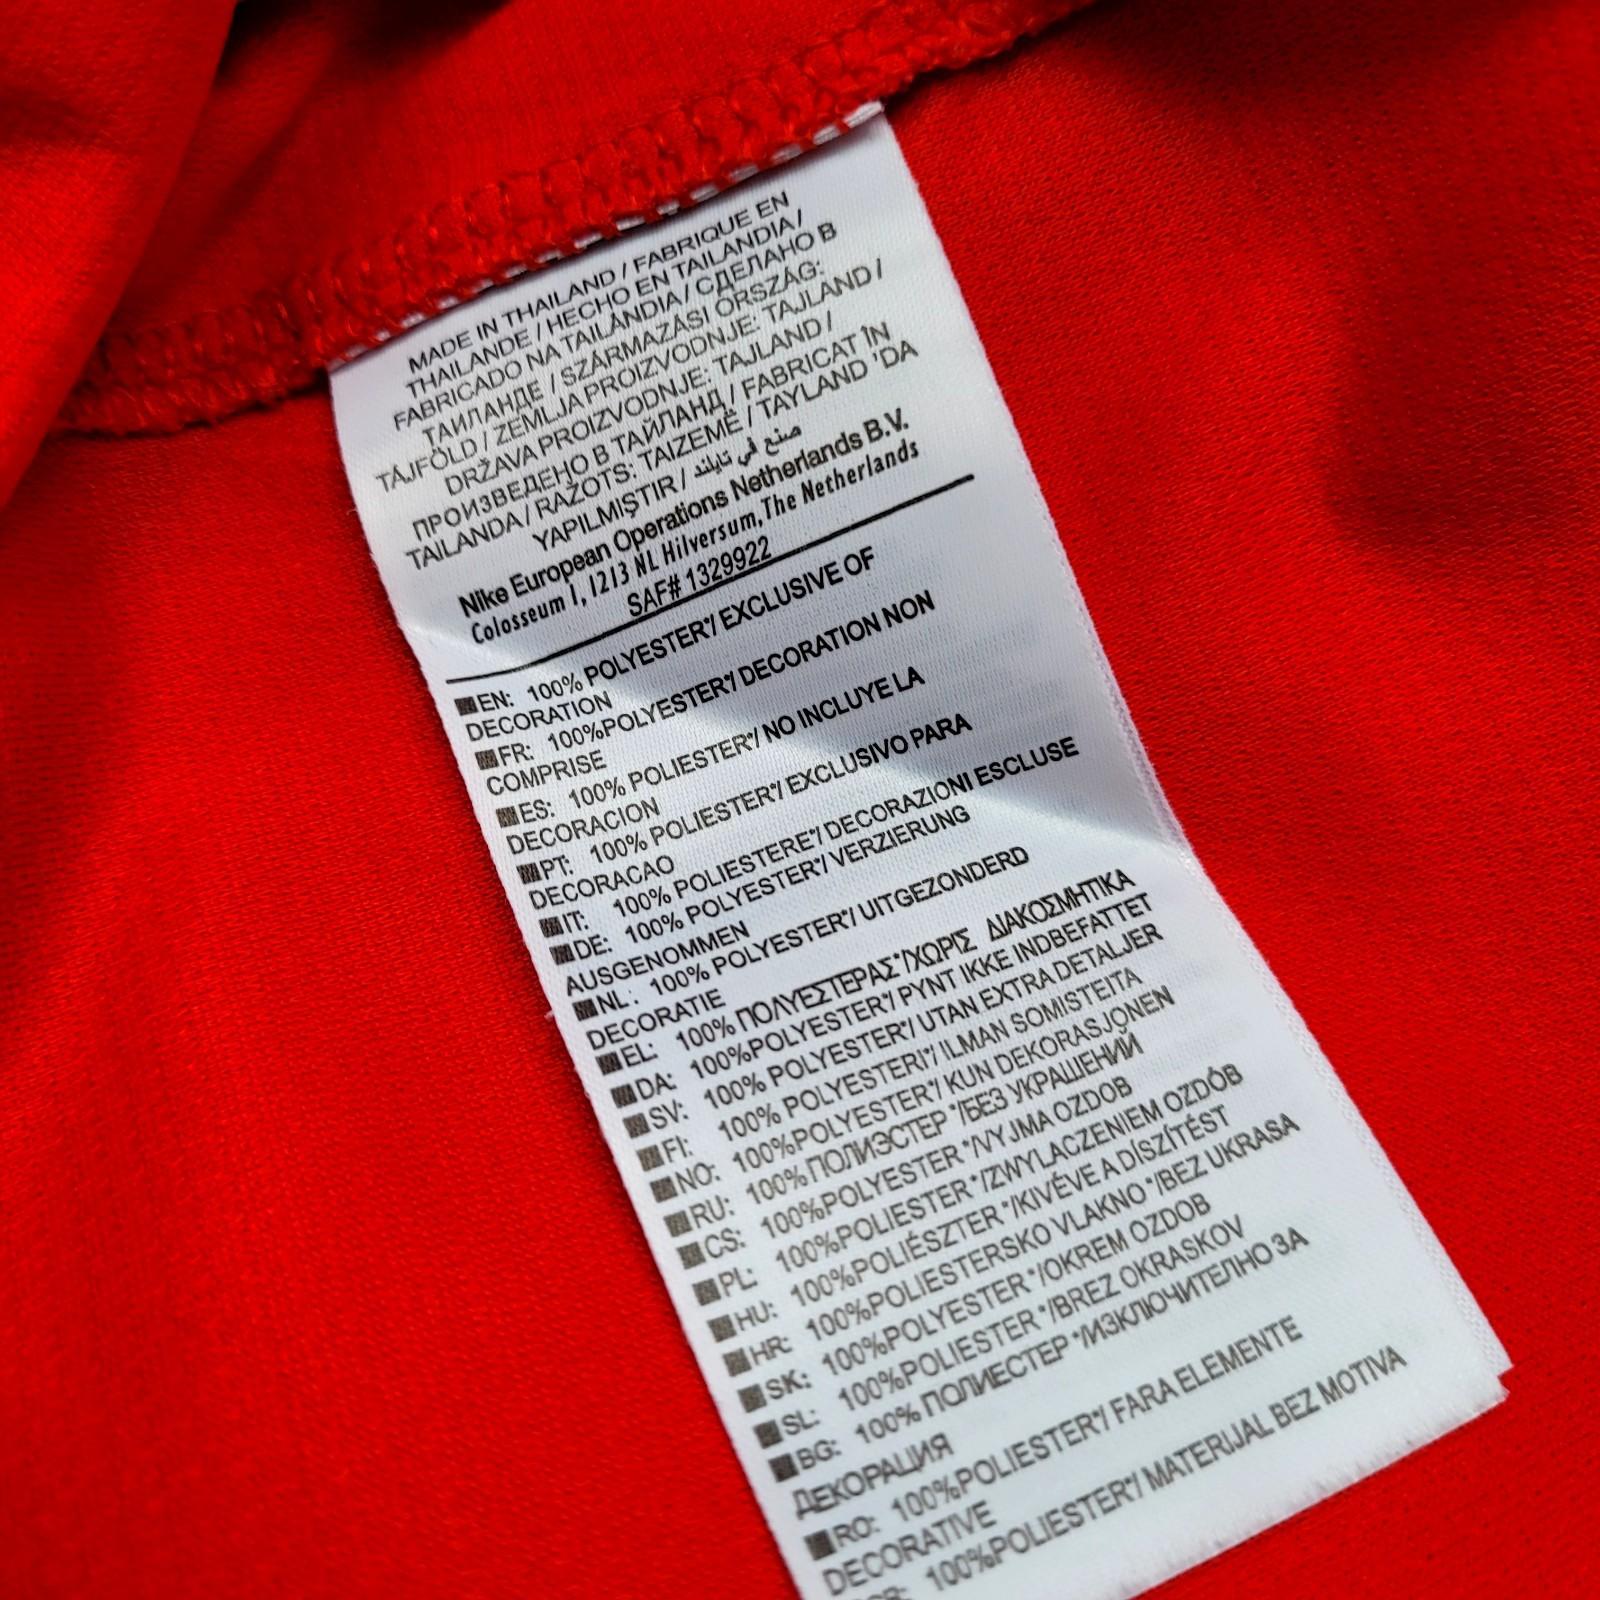 MADE IN THAILAND / FABRIQUE EN
THAILANDE / HECHO EN TAILANDIA /
FABRICADO NA TAILÂNDIA / СДЕЛАНО В
ТАИЛАНДЕ / SZÁRMAZÁSI ORSZÁG:
TÁJFÖLD / ZEMLJA PROIZVODNJE: TAJLAND /
DRŽAVA PROIZVODNJE: TAJLAND /
ПРОИЗВЕДЕНО В ТАЙЛАНД / FABRICAT ÎN
TAILANDA / RAŽOTS: TAIZEMĒ / TAYLAND 'DA
YAPILMIŞTIR / صنع في تايلند
Nike European Operations Netherlands B.V.
Colosseum 1, 1213 NL Hilversum, The Netherlands
SAF# 1329922
EN: 100% POLYESTER*/ EXCLUSIVE OF
DECORATION
FR: 100%POLYESTER*/ DECORATION NON
COMPRISE
ES: 100% POLIESTER*/ NO INCLUYE LA
DECORACION
PT: 100% POLIESTER*/ EXCLUSIVO PARA
DECORACAO
IT: 100% POLIESTERE*/ DECORAZIONI ESCLUSE
DE: 100% POLYESTER*/ VERZIERUNG
AUSGENOMMEN
NL: 100% POLYESTER*/ UITGEZONDERD
DECORATIE
EL: 100% ΠΟΛΥΕΣΤΕΡΑΣ*/ΧΩΡΙΣ ΔΙΑΚΟΣΜΗΤΙΚΑ
DA: 100%POLYESTER*/ PYNT IKKE INDBEFATTET
SV: 100% POLYESTER*/ UTAN EXTRA DETALJER
FI: 100% POLYESTERI*/ ILMAN SOMISTEITA
NO: 100%POLYESTER*/ KUN DEKORASJONEN
RU: 100%ПОЛИЭСТЕР */БЕЗ УКРАШЕНИЙ
CS: 100%POLYESTER */VYJMA OZDOB
PL: 100%POLIESTER */ZWYLACZENIEM OZDÓB
HU: 100%POLIÉSZTER */KIVÉVE A DÍSZÍTÉST
HR: 100%POLIESTERSKO VLAKNO */BEZ UKRASA
SK: 100%POLYESTER */OKREM OZDOB
SL: 100%POLIESTER */BREZ OKRASKOV
BG: 100% ПОЛИЕСТЕР */ИЗКЛЮЧИТЕЛНО ЗА
ДЕКОРАЦИЯ
RO: 100%POLIESTER*/ FARA ELEMENTE
DECORATIVE
100%POLIESTER*/ MATERIJAL BEZ MOTIVA